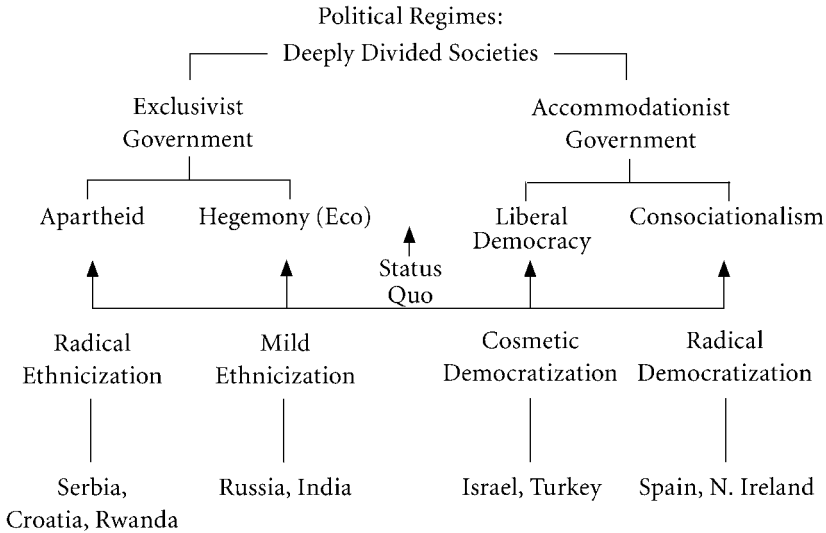 Political Regimes:
Deeply Divided Societies
Exclusivist
Government
Accommodationist
Government
Apartheid
Hegemony (Eco)
Liberal
Democracy
Consociationalism
Status
Quo
Radical
Ethnicization
Mild
Ethnicization
Cosmetic
Democratization
Radical
Democratization
Serbia,
Croatia, Rwanda
Russia, India
Israel, Turkey
Spain, N. Ireland